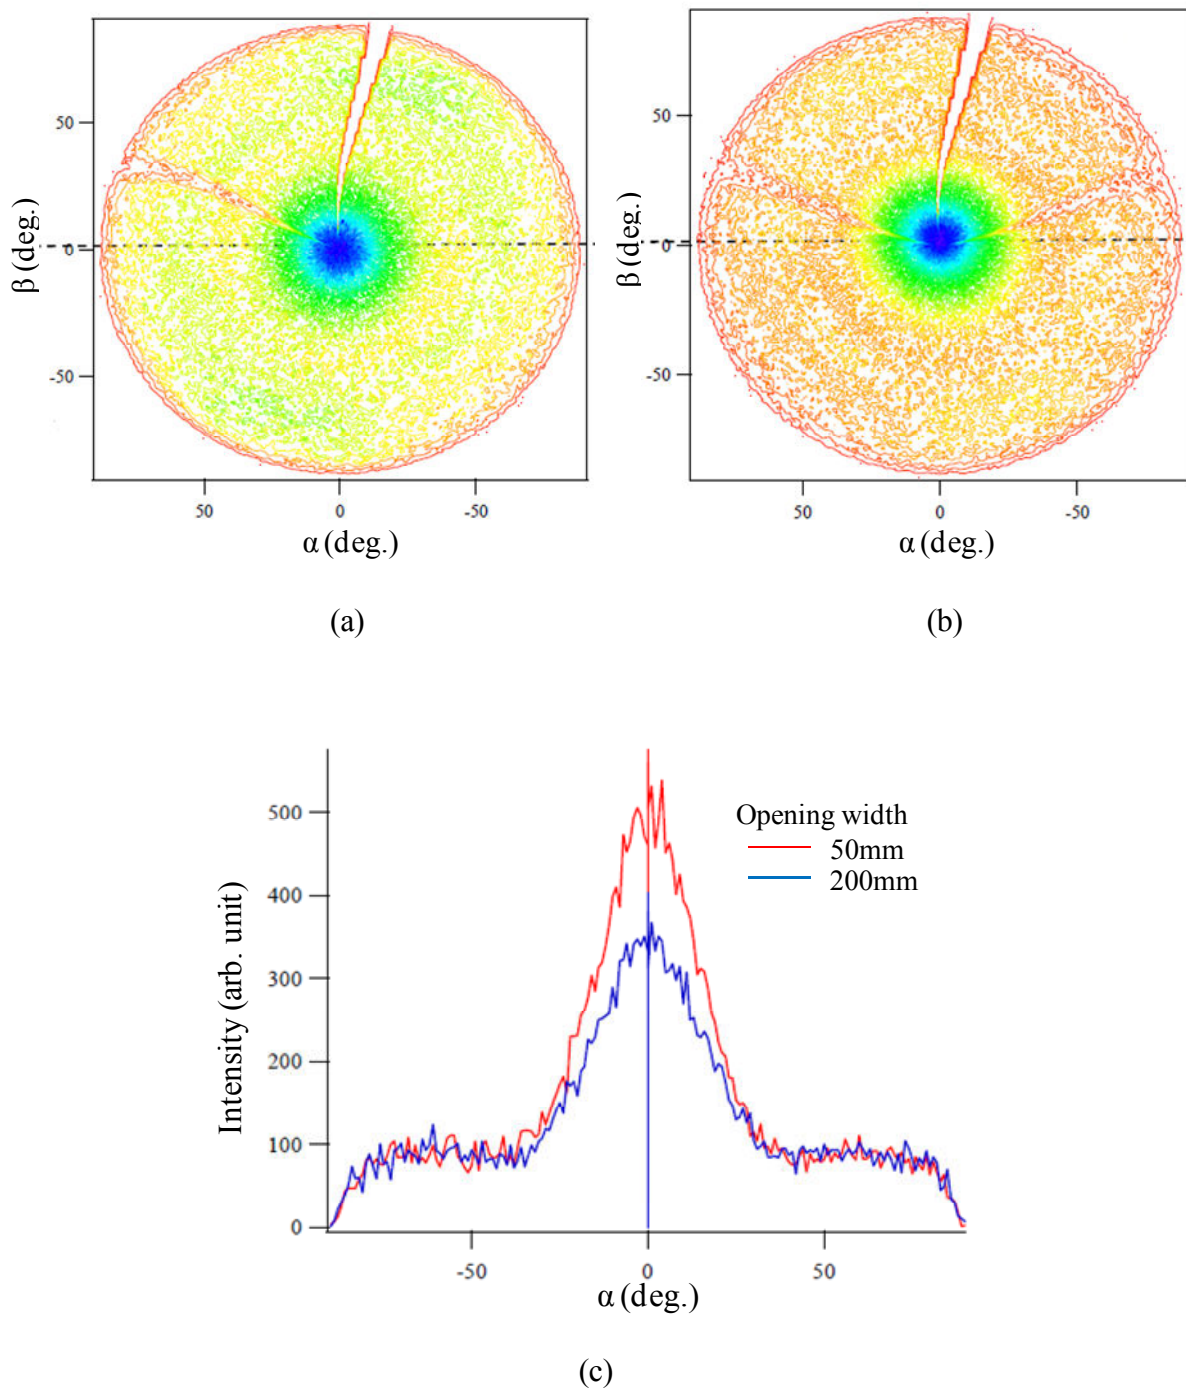 50
0
-50
β (deg.)
50
0
-50
α (deg.)
(a)
50
0
-50
β (deg.)
50
0
-50
α (deg.)
(b)
500
400
300
200
100
0
Intensity (arb. unit)
Opening width
50mm
200mm
-50
0
50
α (deg.)
(c)